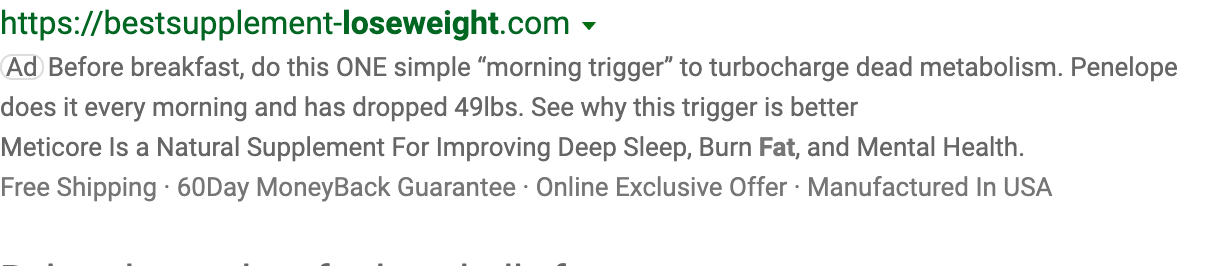 https://bestsupplement-loseweight.com
Ad Before breakfast, do this ONE simple “morning trigger” to turbocharge dead metabolism. Penelope
does it every morning and has dropped 49lbs. See why this trigger is better
Meticore Is a Natural Supplement For Improving Deep Sleep, Burn Fat, and Mental Health.
Free Shipping · 60Day MoneyBack Guarantee · Online Exclusive Offer · Manufactured In USA